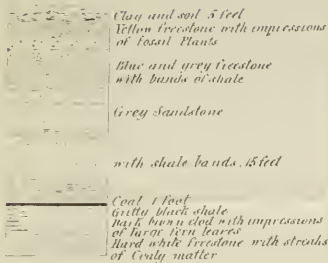 Clay and soil 5 feet
Yellow freestone with impressions
of fossil Plants
Blue and grey freestone
with bands of shale
Grey Sandstone
with shale bands. 15 feet
Coal 1 foot
Gritty black shale
Dark brown clod with impressions
of large fern leaves
Hard white freestone with streaks
of Coaly matter